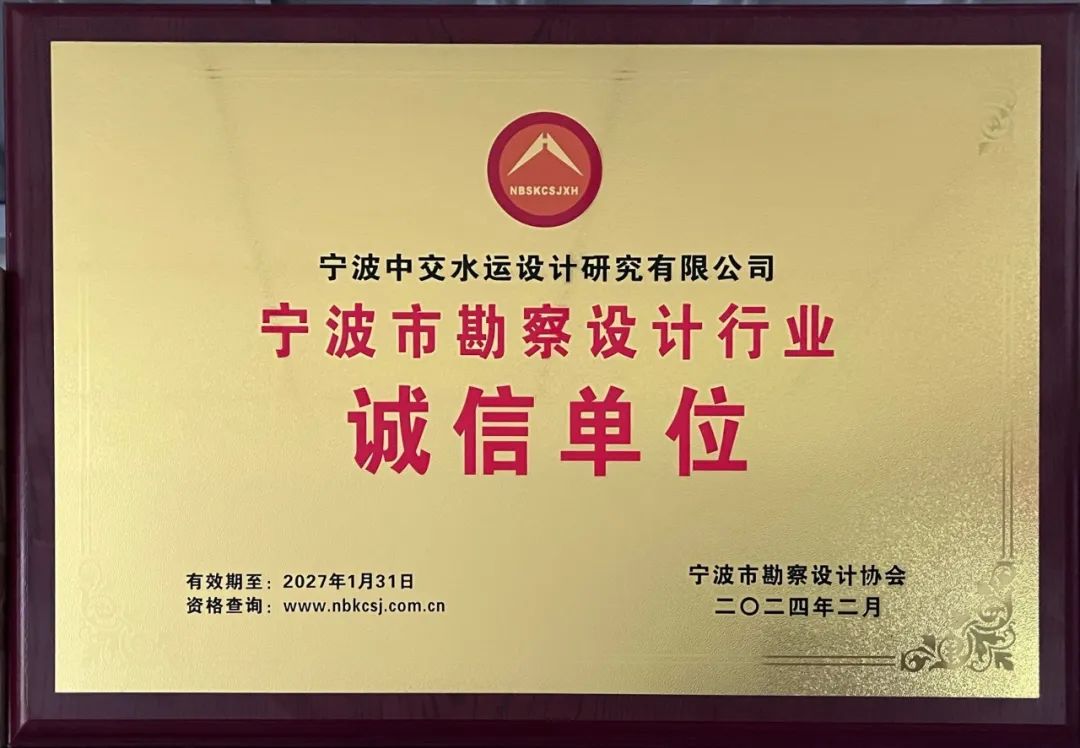 NBSKCSJXH
宁波中交水运设计研究有限公司
宁波市勘察设计行业
诚信单位
有效期至：2027年1月31日
资格查询：www.nbkcsj.com.cn
宁波市勘察设计协会
二〇二四年二月